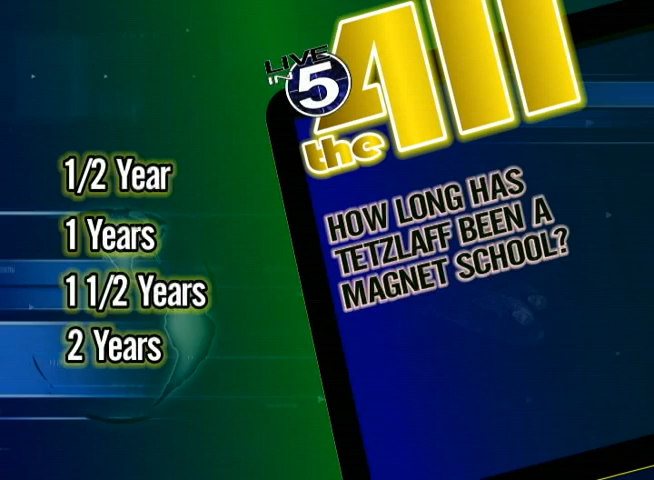 LIVE
IN 5
the 411
HOW LONG HAS
TETZLAFF BEEN A
MAGNET SCHOOL?
1/2 Year
1 Years
1 1/2 Years
2 Years